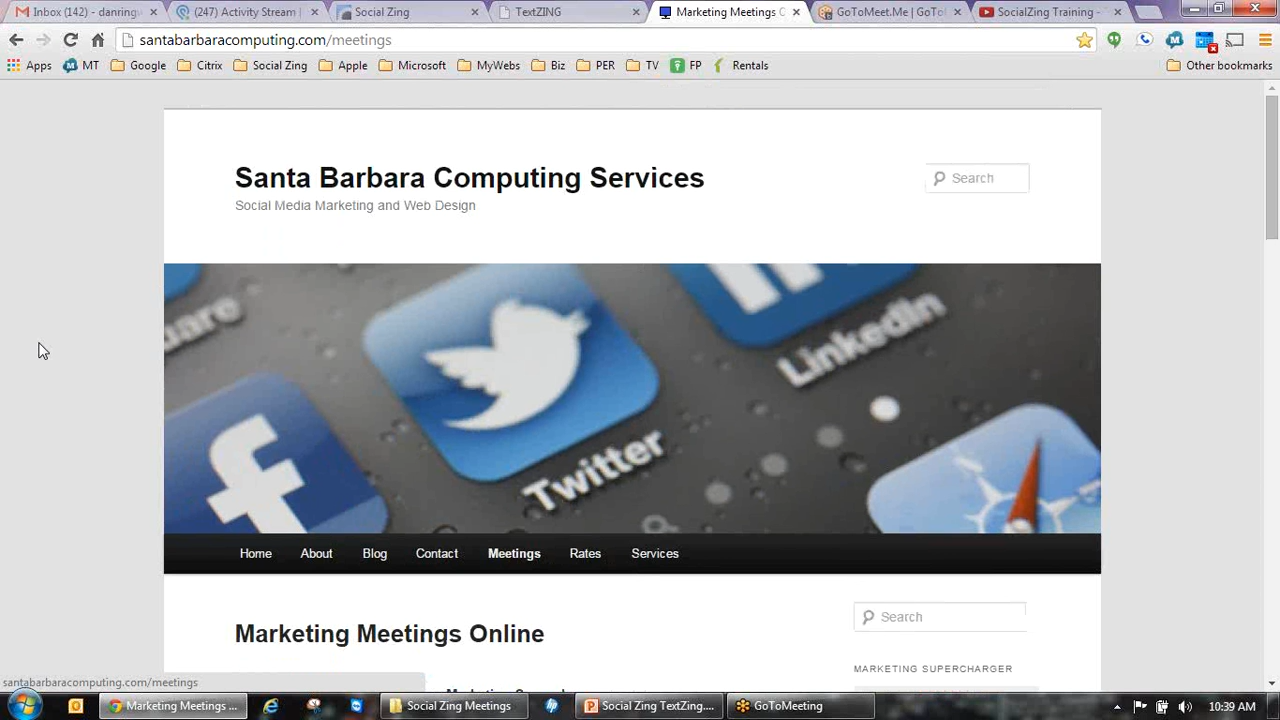 Inbox (142) - danringw
(247) Activity Stream |
Social Zing
TextZING
Marketing Meetings O
GoToMeet.Me | GoTo
SocialZing Training -
santabarbaracomputing.com/meetings
Apps
MT
Google
Citrix
Social Zing
Apple
Microsoft
MyWebs
Biz
PER
TV
FP
Rentals
Other bookmarks
Santa Barbara Computing Services
Social Media Marketing and Web Design
Search
uare
LinkedIn
Twitter
Home
About
Blog
Contact
Meetings
Rates
Services
Marketing Meetings Online
Search
MARKETING SUPERCHARGER
santabarbaracomputing.com/meetings
Marketing Meetings ...
Social Zing Meetings
Social Zing TextZing....
GoToMeeting
10:39 AM